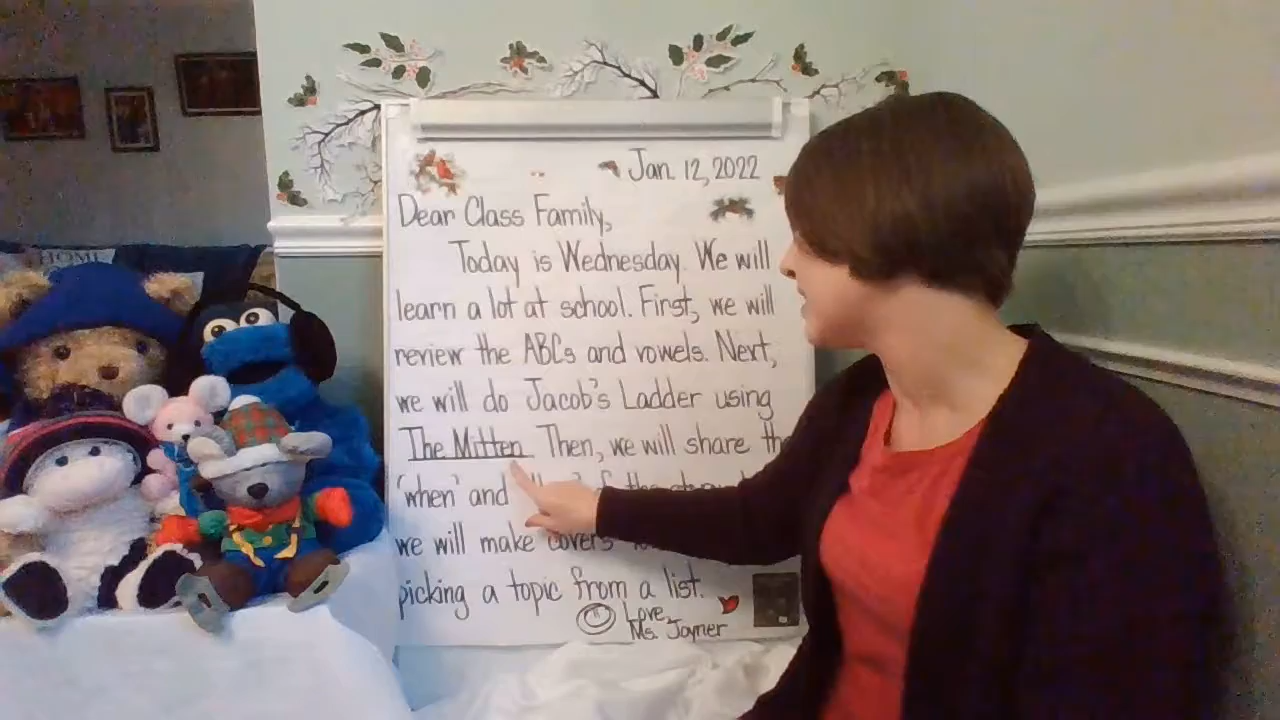 HOME
Jan. 12, 2022
Dear Class Family,
Today is Wednesday. We will
learn a lot at school. First, we will
review the ABCs and vowels. Next,
we will do Jacob's Ladder using
The Mitten. Then, we will share
'when' and
we will make covers
picking a topic from a list.
Love,
Ms. Joyner